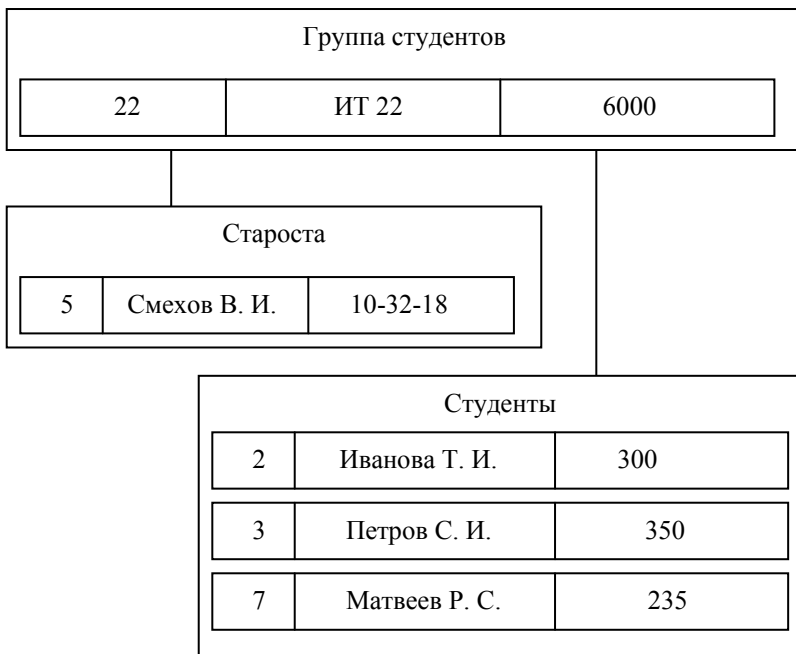 Группа студентов
22 ИТ 22 6000
Староста
5 Смехов В. И. 10-32-18
Студенты
2 Иванова Т. И. 300
3 Петров С. И. 350
7 Матвеев Р. С. 235